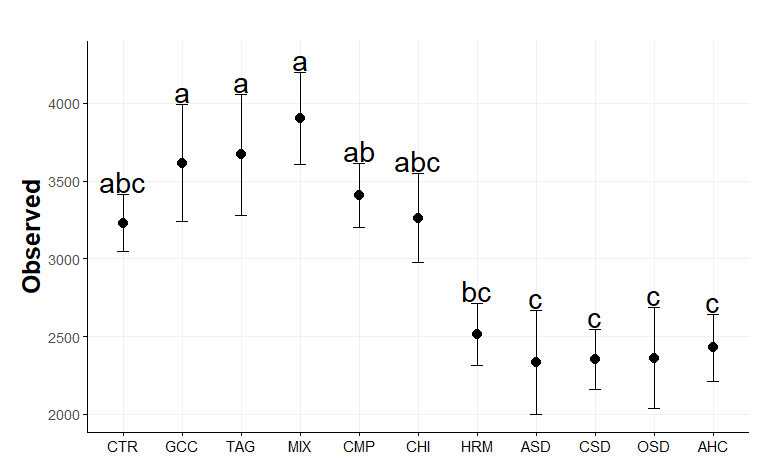 a
a
a
ab
abc
abc
bc
c
c
c
c
4000
3500
3000
2500
2000
Observed
CTR GCC TAG MIX CMP CHI HRM ASD CSD OSD AHC